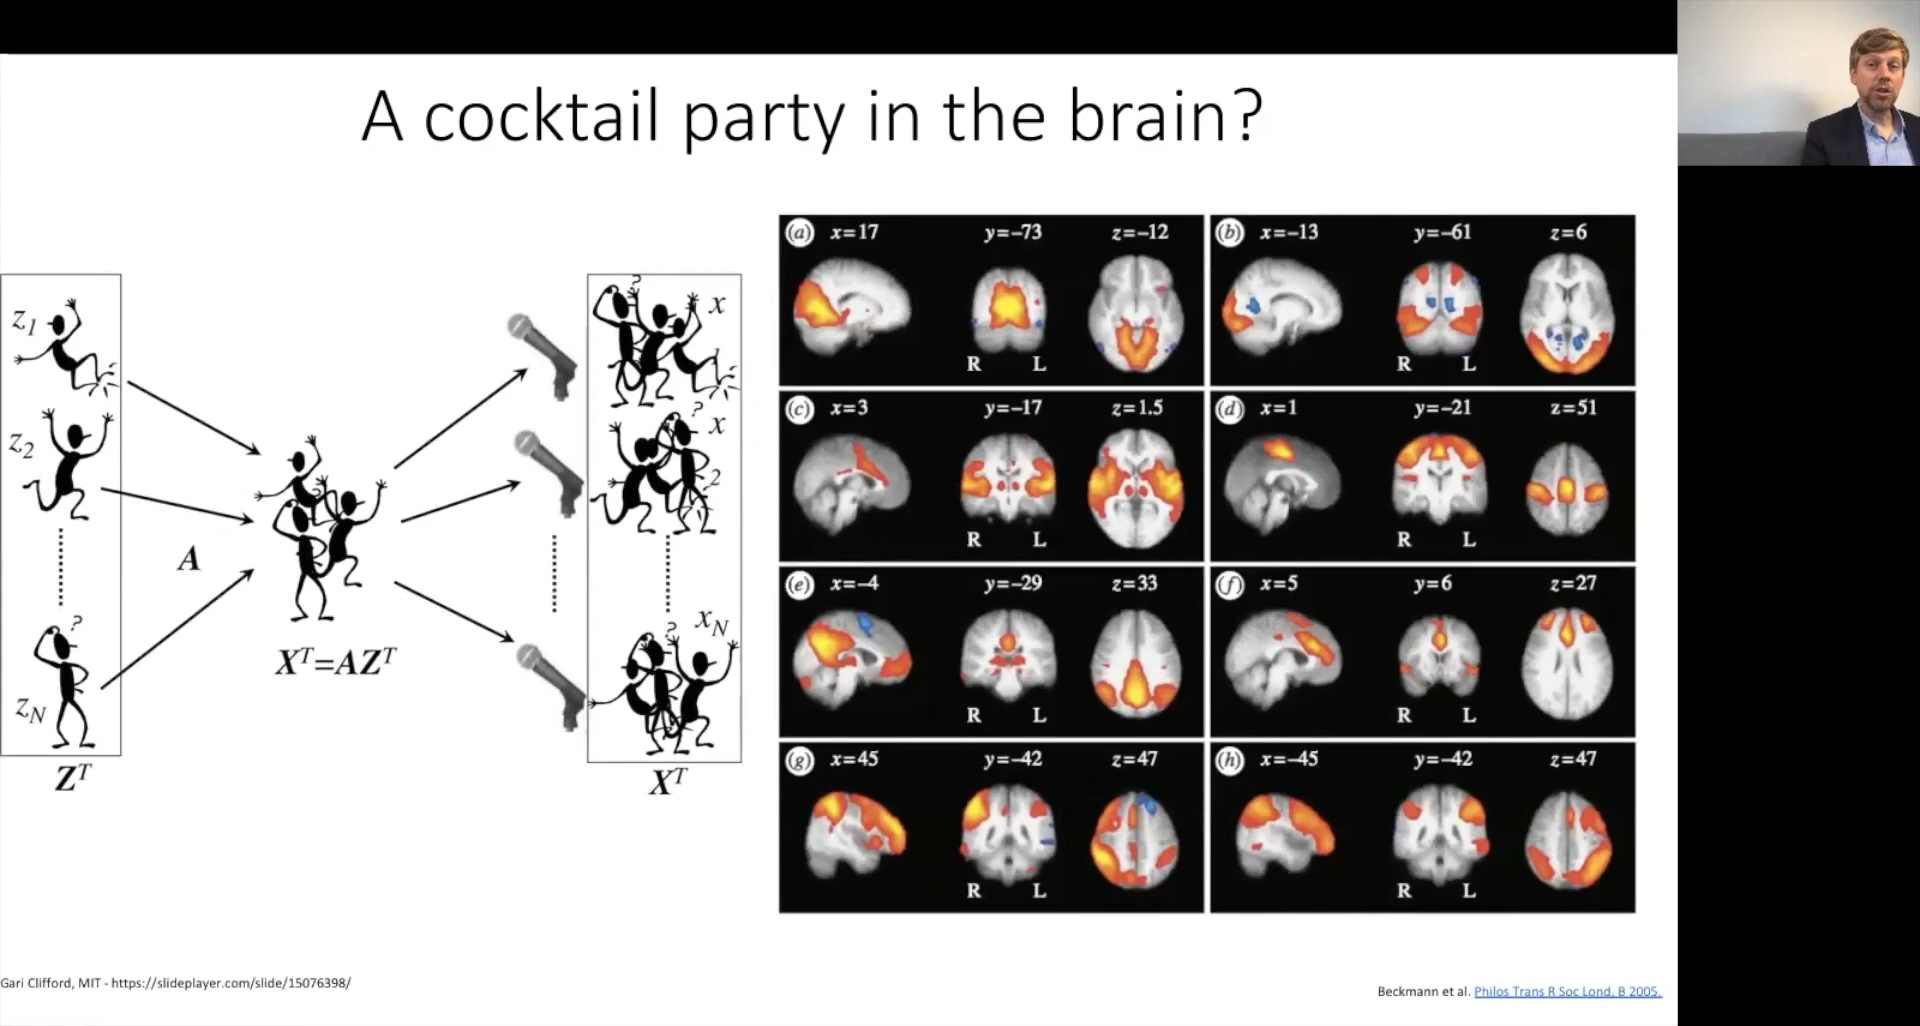 A cocktail party in the brain?
z1
z2
?
zN
Z^T
A
X^T=AZ^T
?
x
1
?
x
2
?
xN
X^T
(a) x=17 y=–73 z=–12
R L
(b) x=–13 y=–61 z=6
R L
(c) x=3 y=–17 z=1.5
R L
(d) x=1 y=–21 z=51
R L
(e) x=–4 y=–29 z=33
R L
(f) x=5 y=6 z=27
R L
(g) x=45 y=–42 z=47
R L
(h) x=–45 y=–42 z=47
R L
Gari Clifford, MIT - https://slideplayer.com/slide/15076398/
Beckmann et al. Philos Trans R Soc Lond, B 2005.